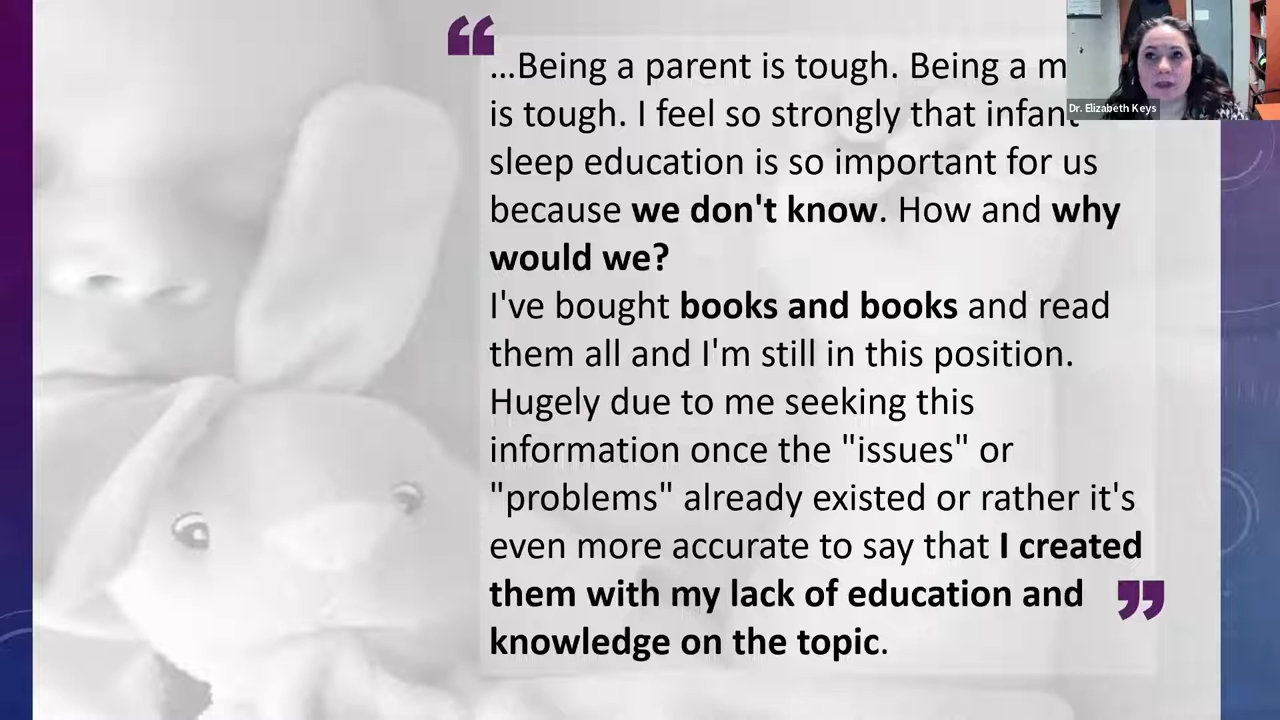 “
...Being a parent is tough. Being a m
is tough. I feel so strongly that infant
sleep education is so important for us
because we don't know. How and why
would we?
I've bought books and books and read
them all and I'm still in this position.
Hugely due to me seeking this
information once the "issues" or
"problems" already existed or rather it's
even more accurate to say that I created
them with my lack of education and
knowledge on the topic.
”
Dr. Elizabeth Keys